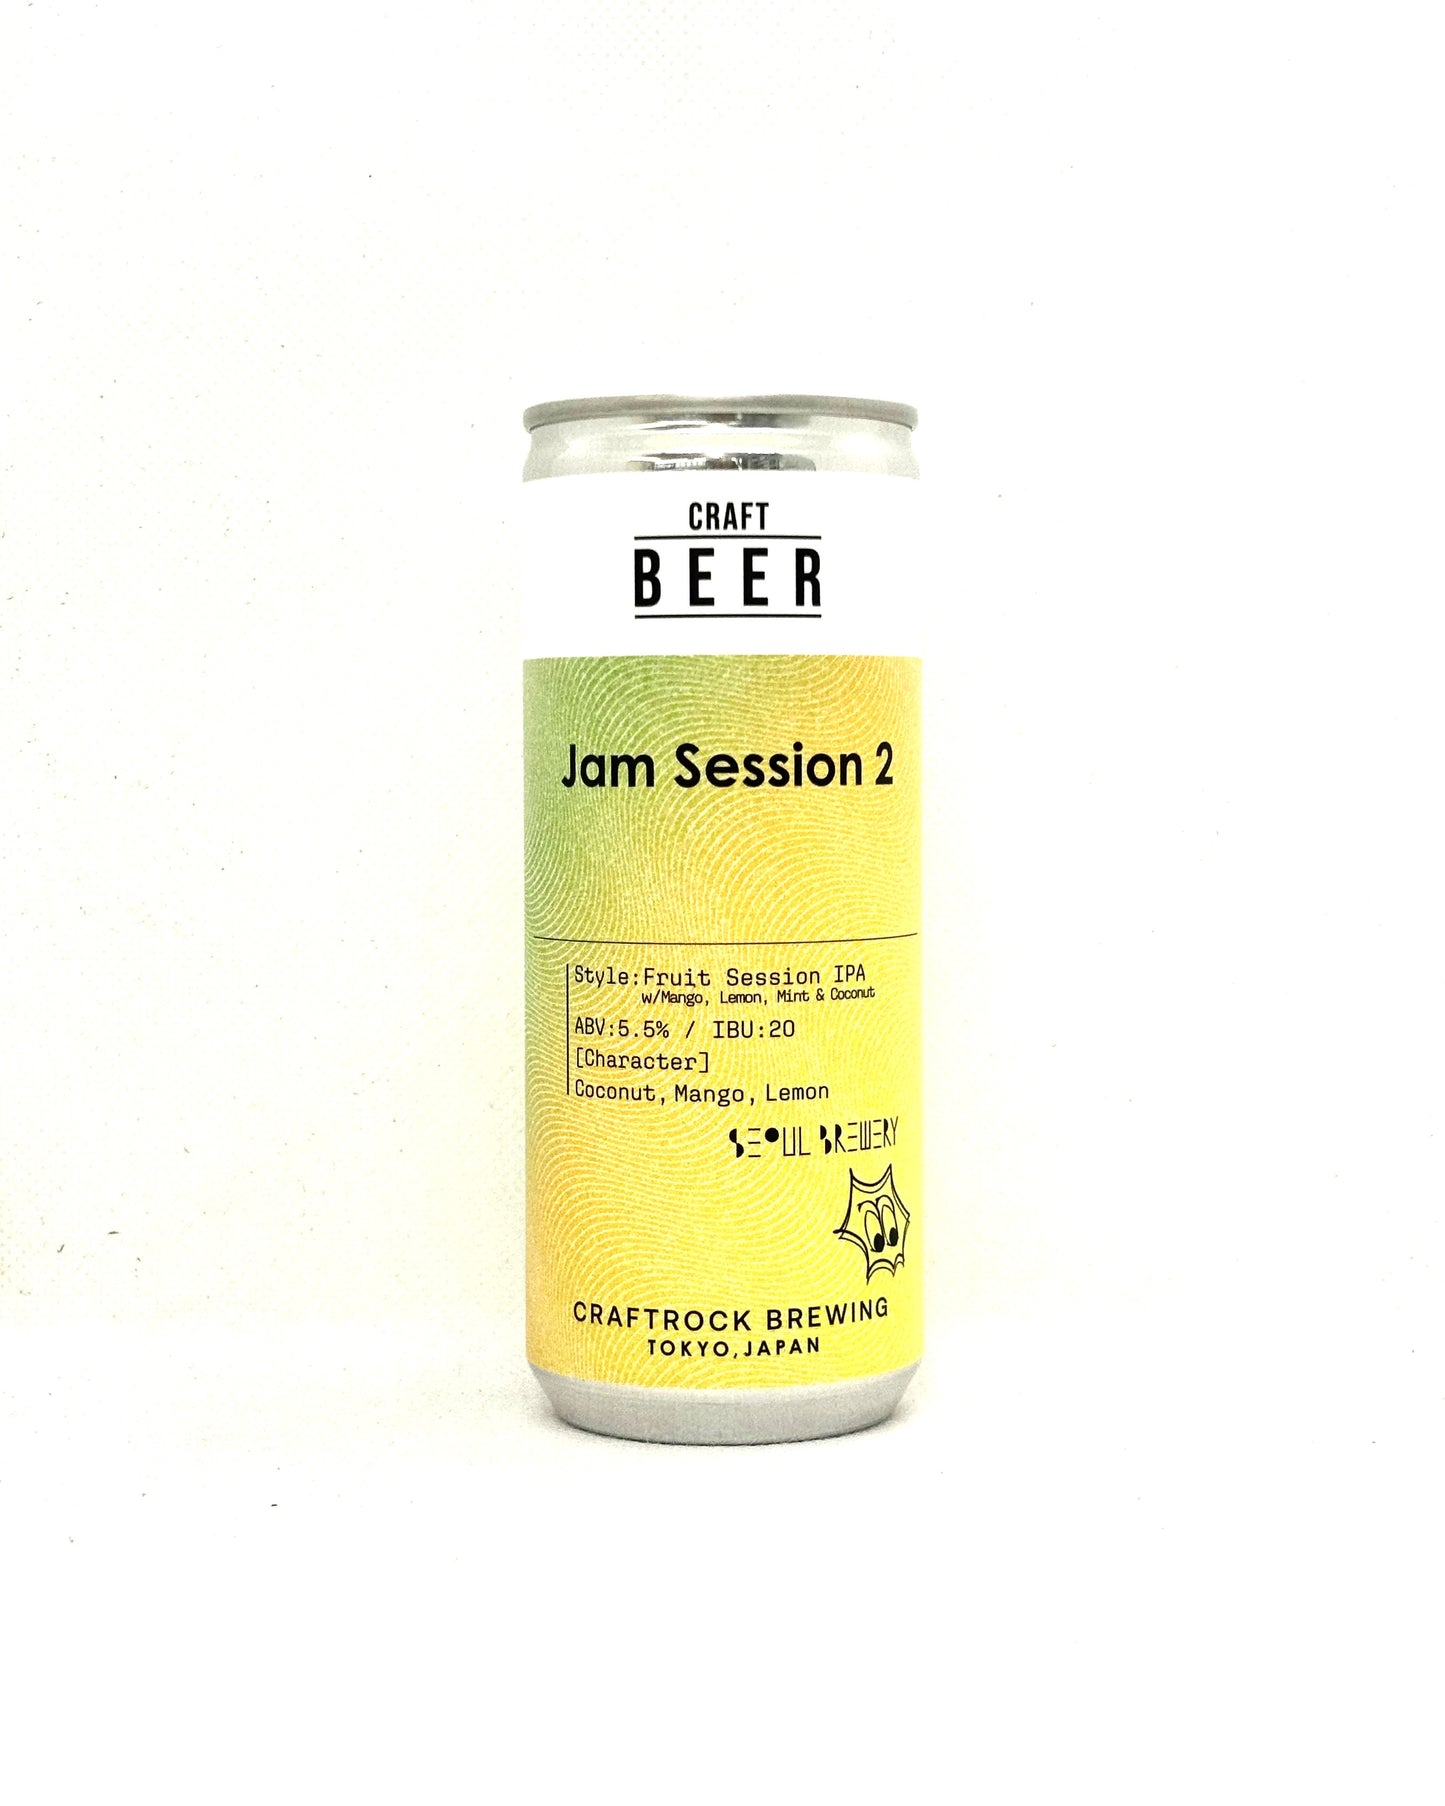 CRAFT
BEER
Jam Session 2
Style:Fruit Session IPA
w/Mango, Lemon, Mint & Coconut
ABV:5.5% / IBU:20
[Character]
Coconut, Mango, Lemon
SEOUL BREWERY
CRAFTROCK BREWING
TOKYO, JAPAN